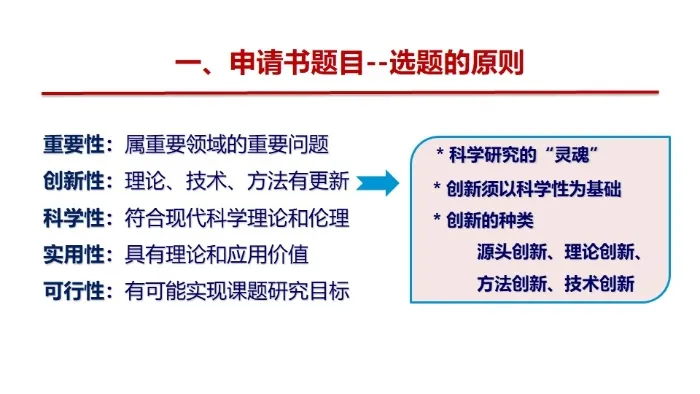 一、申请书题目--选题的原则
重要性：属重要领域的重要问题
创新性：理论、技术、方法有更新
科学性：符合现代科学理论和伦理
实用性：具有理论和应用价值
可行性：有可能实现课题研究目标
* 科学研究的“灵魂”
* 创新须以科学性为基础
* 创新的种类
源头创新、理论创新、
方法创新、技术创新